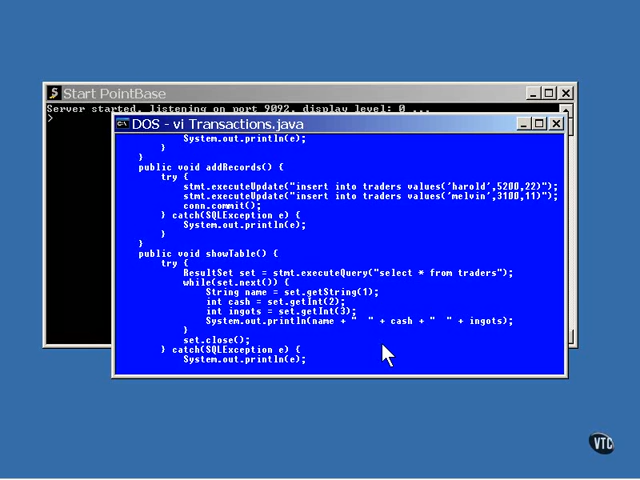 Start PointBase
Server started, listening on port 9092, display level: 0 ...
>
DOS - vi Transactions.java
System.out.println(e);
}
}
public void addRecords() {
try {
stmt.executeUpdate("insert into traders values('harold',5200,22)");
stmt.executeUpdate("insert into traders values('melvin',3100,11)");
conn.commit();
} catch(SQLException e) {
System.out.println(e);
}
}
public void showTable() {
try {
ResultSet set = stmt.executeQuery("select * from traders");
while(set.next()) {
String name = set.getString(1);
int cash = set.getInt(2);
int ingots = set.getInt(3);
System.out.println(name + "  " + cash + "  " + ingots);
}
set.close();
} catch(SQLException e) {
System.out.println(e);
VTC